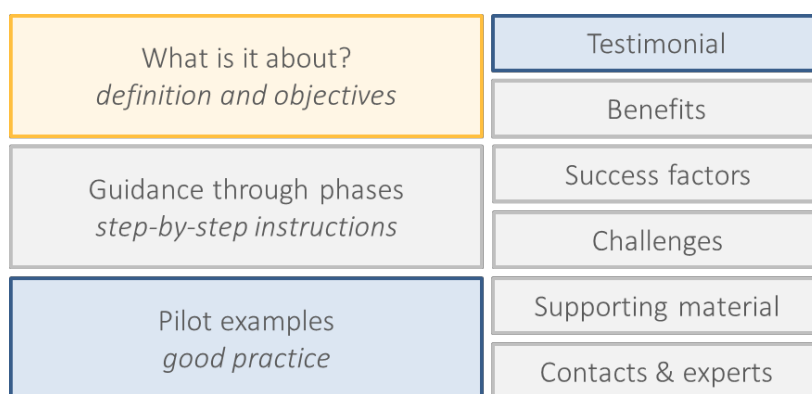 What is it about?
definition and objectives
Guidance through phases
step-by-step instructions
Pilot examples
good practice
Testimonial
Benefits
Success factors
Challenges
Supporting material
Contacts & experts